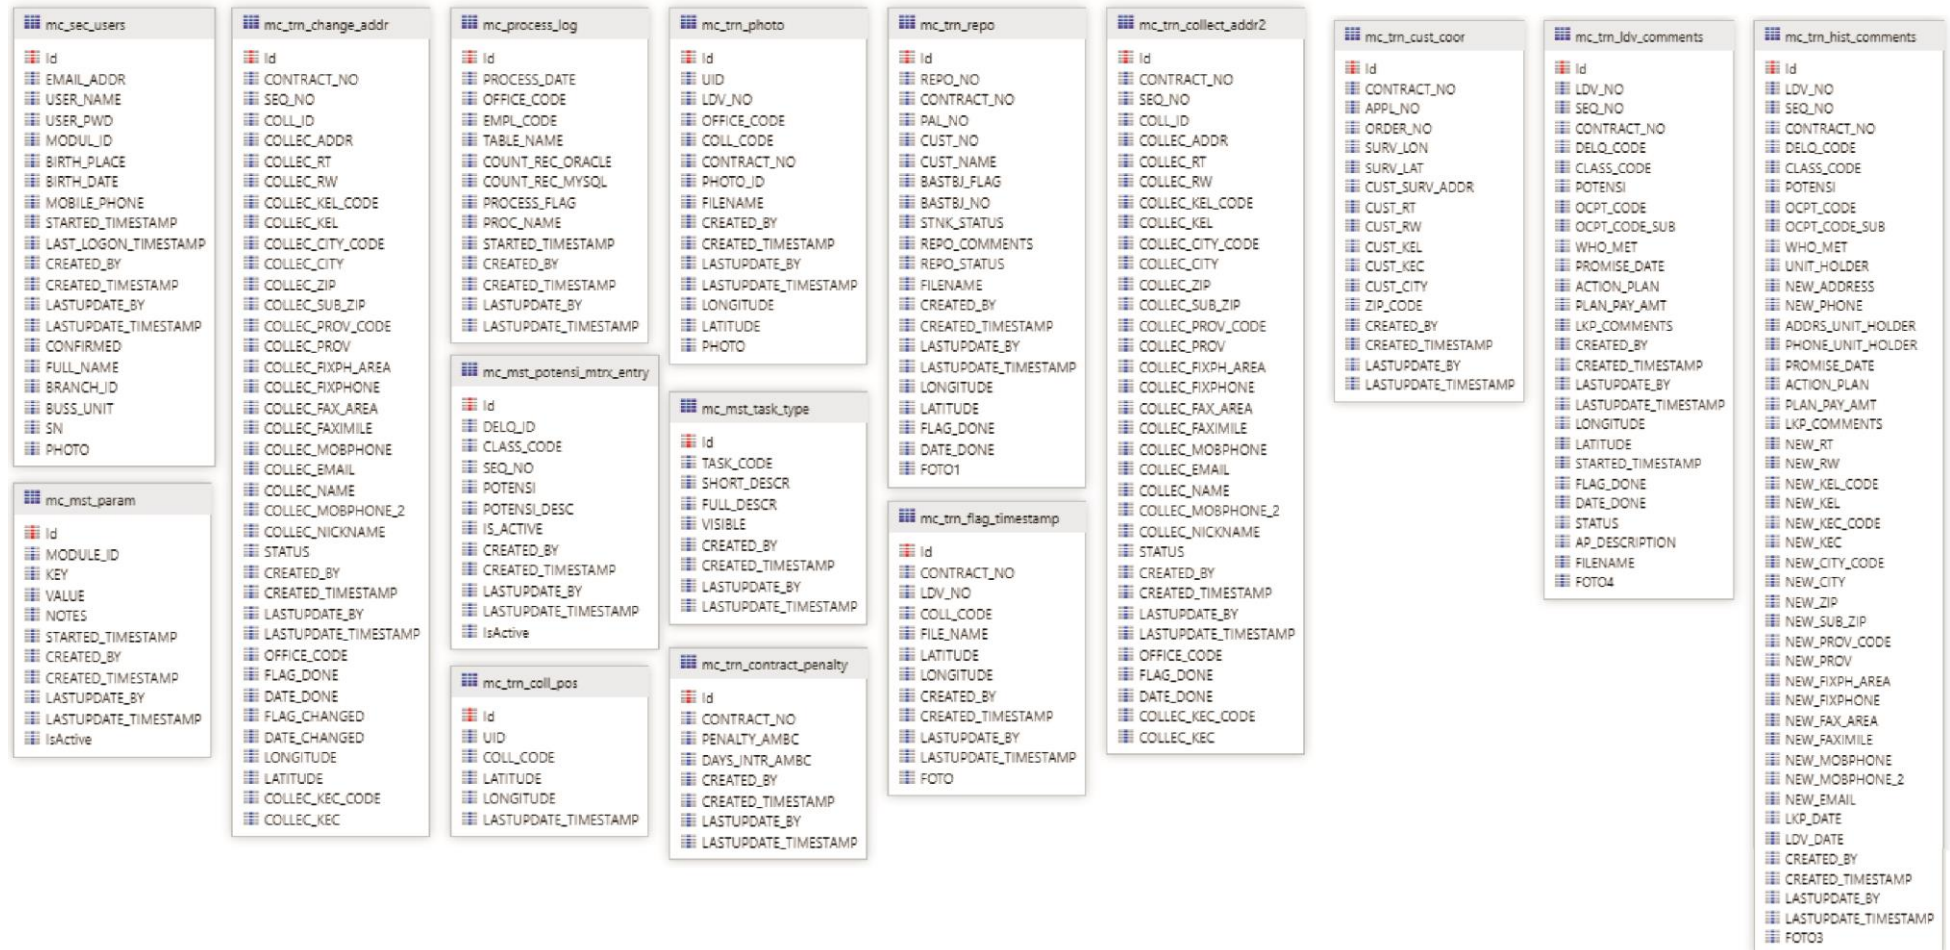 mc_sec_users
Id
EMAIL_ADDR
USER_NAME
USER_PWD
MODUL_ID
BIRTH_PLACE
BIRTH_DATE
MOBILE_PHONE
STARTED_TIMESTAMP
LAST_LOGON_TIMESTAMP
CREATED_BY
CREATED_TIMESTAMP
LASTUPDATE_BY
LASTUPDATE_TIMESTAMP
CONFIRMED
FULL_NAME
BRANCH_ID
BUSS_UNIT
SN
PHOTO
mc_mst_param
Id
MODULE_ID
KEY
VALUE
NOTES
STARTED_TIMESTAMP
CREATED_BY
CREATED_TIMESTAMP
LASTUPDATE_BY
LASTUPDATE_TIMESTAMP
IsActive
mc_trn_change_addr
Id
CONTRACT_NO
SEQ_NO
COLL_ID
COLLEC_ADDR
COLLEC_RT
COLLEC_RW
COLLEC_KEL_CODE
COLLEC_KEL
COLLEC_CITY_CODE
COLLEC_CITY
COLLEC_ZIP
COLLEC_SUB_ZIP
COLLEC_PROV_CODE
COLLEC_PROV
COLLEC_FIXPH_AREA
COLLEC_FIXPHONE
COLLEC_FAX_AREA
COLLEC_FAXIMILE
COLLEC_MOBPHONE
COLLEC_EMAIL
COLLEC_NAME
COLLEC_MOBPHONE_2
COLLEC_NICKNAME
STATUS
CREATED_BY
CREATED_TIMESTAMP
LASTUPDATE_BY
LASTUPDATE_TIMESTAMP
OFFICE_CODE
FLAG_DONE
DATE_DONE
FLAG_CHANGED
DATE_CHANGED
LONGITUDE
LATITUDE
COLLEC_KEC_CODE
COLLEC_KEC
mc_process_log
Id
PROCESS_DATE
OFFICE_CODE
EMPL_CODE
TABLE_NAME
COUNT_REC_ORACLE
COUNT_REC_MYSQL
PROCESS_FLAG
PROC_NAME
STARTED_TIMESTAMP
CREATED_BY
CREATED_TIMESTAMP
LASTUPDATE_BY
LASTUPDATE_TIMESTAMP
mc_mst_potensi_mtrx_entry
Id
DELQ_ID
CLASS_CODE
SEQ_NO
POTENSI
POTENSI_DESC
IS_ACTIVE
CREATED_BY
CREATED_TIMESTAMP
LASTUPDATE_BY
LASTUPDATE_TIMESTAMP
IsActive
mc_trn_coll_pos
Id
UID
COLL_CODE
LATITUDE
LONGITUDE
LASTUPDATE_TIMESTAMP
mc_trn_photo
Id
UID
LDV_NO
OFFICE_CODE
COLL_CODE
CONTRACT_NO
PHOTO_ID
FILENAME
CREATED_BY
CREATED_TIMESTAMP
LASTUPDATE_BY
LASTUPDATE_TIMESTAMP
LONGITUDE
LATITUDE
PHOTO
mc_mst_task_type
Id
TASK_CODE
SHORT_DESCR
FULL_DESCR
VISIBLE
CREATED_BY
CREATED_TIMESTAMP
LASTUPDATE_BY
LASTUPDATE_TIMESTAMP
mc_trn_contract_penalty
Id
CONTRACT_NO
PENALTY_AMBC
DAYS_INTR_AMBC
CREATED_BY
CREATED_TIMESTAMP
LASTUPDATE_BY
LASTUPDATE_TIMESTAMP
mc_trn_repo
Id
REPO_NO
CONTRACT_NO
PAL_NO
CUST_NO
CUST_NAME
BASTBJ_FLAG
BASTBJ_NO
STNK_STATUS
REPO_COMMENTS
REPO_STATUS
FILENAME
CREATED_BY
CREATED_TIMESTAMP
LASTUPDATE_BY
LASTUPDATE_TIMESTAMP
LONGITUDE
LATITUDE
FLAG_DONE
DATE_DONE
FOTO1
mc_trn_flag_timestamp
Id
CONTRACT_NO
LDV_NO
COLL_CODE
FILE_NAME
LATITUDE
LONGITUDE
CREATED_BY
CREATED_TIMESTAMP
LASTUPDATE_BY
LASTUPDATE_TIMESTAMP
FOTO
mc_trn_collect_addr2
Id
CONTRACT_NO
SEQ_NO
COLL_ID
COLLEC_ADDR
COLLEC_RT
COLLEC_RW
COLLEC_KEL_CODE
COLLEC_KEL
COLLEC_CITY_CODE
COLLEC_CITY
COLLEC_ZIP
COLLEC_SUB_ZIP
COLLEC_PROV_CODE
COLLEC_PROV
COLLEC_FIXPH_AREA
COLLEC_FIXPHONE
COLLEC_FAX_AREA
COLLEC_FAXIMILE
COLLEC_MOBPHONE
COLLEC_EMAIL
COLLEC_NAME
COLLEC_MOBPHONE_2
COLLEC_NICKNAME
STATUS
CREATED_BY
CREATED_TIMESTAMP
LASTUPDATE_BY
LASTUPDATE_TIMESTAMP
OFFICE_CODE
FLAG_DONE
DATE_DONE
COLLEC_KEC_CODE
COLLEC_KEC
mc_trn_cust_coor
Id
CONTRACT_NO
APPL_NO
ORDER_NO
SURV_LON
SURV_LAT
CUST_SURV_ADDR
CUST_RT
CUST_RW
CUST_KEL
CUST_KEC
CUST_CITY
ZIP_CODE
CREATED_BY
CREATED_TIMESTAMP
LASTUPDATE_BY
LASTUPDATE_TIMESTAMP
mc_trn_ldv_comments
Id
LDV_NO
SEQ_NO
CONTRACT_NO
DELQ_CODE
CLASS_CODE
POTENSI
OCPT_CODE
OCPT_CODE_SUB
WHO_MET
PROMISE_DATE
ACTION_PLAN
PLAN_PAY_AMT
LKP_COMMENTS
CREATED_BY
CREATED_TIMESTAMP
LASTUPDATE_BY
LASTUPDATE_TIMESTAMP
LONGITUDE
LATITUDE
STARTED_TIMESTAMP
FLAG_DONE
DATE_DONE
STATUS
AP_DESCRIPTION
FILENAME
FOTO4
mc_trn_hist_comments
Id
LDV_NO
SEQ_NO
CONTRACT_NO
DELQ_CODE
CLASS_CODE
POTENSI
OCPT_CODE
OCPT_CODE_SUB
WHO_MET
UNIT_HOLDER
NEW_ADDRESS
NEW_PHONE
ADDRS_UNIT_HOLDER
PHONE_UNIT_HOLDER
PROMISE_DATE
ACTION_PLAN
PLAN_PAY_AMT
LKP_COMMENTS
NEW_RT
NEW_RW
NEW_KEL_CODE
NEW_KEL
NEW_KEC_CODE
NEW_KEC
NEW_CITY_CODE
NEW_CITY
NEW_ZIP
NEW_SUB_ZIP
NEW_PROV_CODE
NEW_PROV
NEW_FIXPH_AREA
NEW_FIXPHONE
NEW_FAX_AREA
NEW_FAXIMILE
NEW_MOBPHONE
NEW_MOBPHONE_2
NEW_EMAIL
LKP_DATE
LDV_DATE
CREATED_BY
CREATED_TIMESTAMP
LASTUPDATE_BY
LASTUPDATE_TIMESTAMP
FOTO3